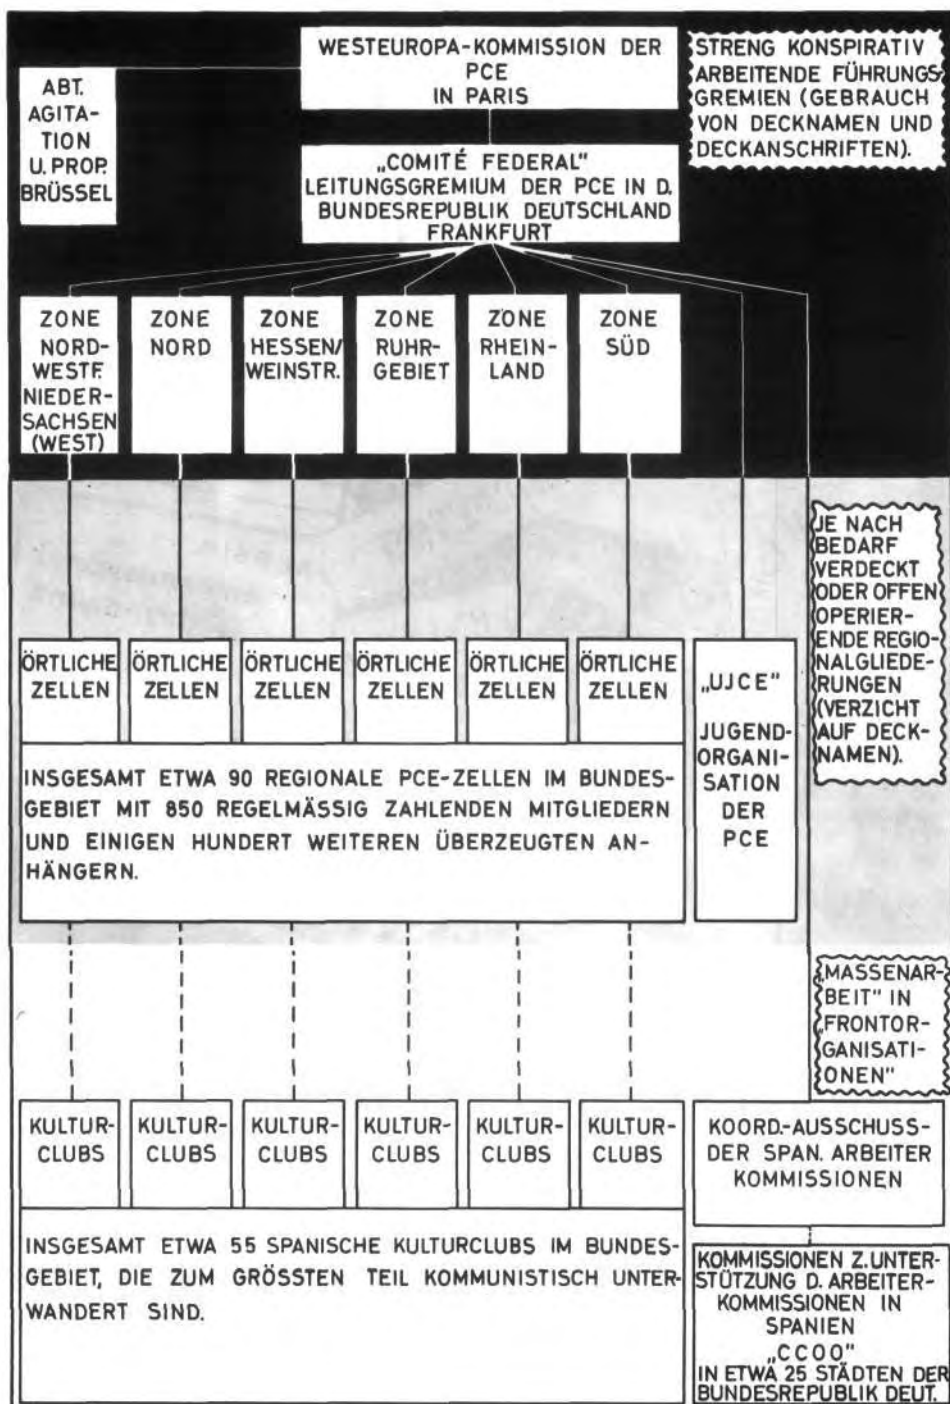 WESTEUROPA-KOMMISSION DER
PCE
IN PARIS
STRENG KONSPIRATIV
ARBEITENDE FÜHRUNGS-
GREMIEN (GEBRAUCH
VON DECKNAMEN UND
DECKANSCHRIFTEN).
ABT.
AGITA-
TION
U. PROP.
BRÜSSEL
„COMITÉ FEDERAL"
LEITUNGSGREMIUM DER PCE IN D.
BUNDESREPUBLIK DEUTSCHLAND
FRANKFURT
ZONE
NORD-
WESTF.
NIEDER-
SACHSEN
(WEST)
ZONE
NORD
ZONE
HESSEN/
WEINSTR.
ZONE
RUHR-
GEBIET
ZONE
RHEIN-
LAND
ZONE
SÜD
JE NACH
BEDARF
VERDECKT
ODER OFFEN
OPERIER-
ENDE REGIO-
NALGLIEDE-
RUNGEN
(VERZICHT
AUF DECK-
NAMEN).
ÖRTLICHE
ZELLEN
ÖRTLICHE
ZELLEN
ÖRTLICHE
ZELLEN
ÖRTLICHE
ZELLEN
ÖRTLICHE
ZELLEN
ÖRTLICHE
ZELLEN
„UJCE"
JUGEND-
ORGANI-
SATION
DER
PCE
INSGESAMT ETWA 90 REGIONALE PCE-ZELLEN IM BUNDES-
GEBIET MIT 850 REGELMÄSSIG ZAHLENDEN MITGLIEDERN
UND EINIGEN HUNDERT WEITEREN ÜBERZEUGTEN AN-
HÄNGERN.
„MASSENAR-
BEIT" IN
„FRONTOR-
GANISATI-
ONEN"
KULTUR-
CLUBS
KULTUR-
CLUBS
KULTUR-
CLUBS
KULTUR-
CLUBS
KULTUR-
CLUBS
KULTUR-
CLUBS
KOORD.-AUSSCHUSS-
DER SPAN. ARBEITER
KOMMISSIONEN
INSGESAMT ETWA 55 SPANISCHE KULTURCLUBS IM BUNDES-
GEBIET, DIE ZUM GRÖSSTEN TEIL KOMMUNISTISCH UNTER-
WANDERT SIND.
KOMMISSIONEN Z. UNTER-
STÜTZUNG D. ARBEITER-
KOMMISSIONEN IN
SPANIEN
„CCOO"
IN ETWA 25 STÄDTEN DER
BUNDESREPUBLIK DEUT.